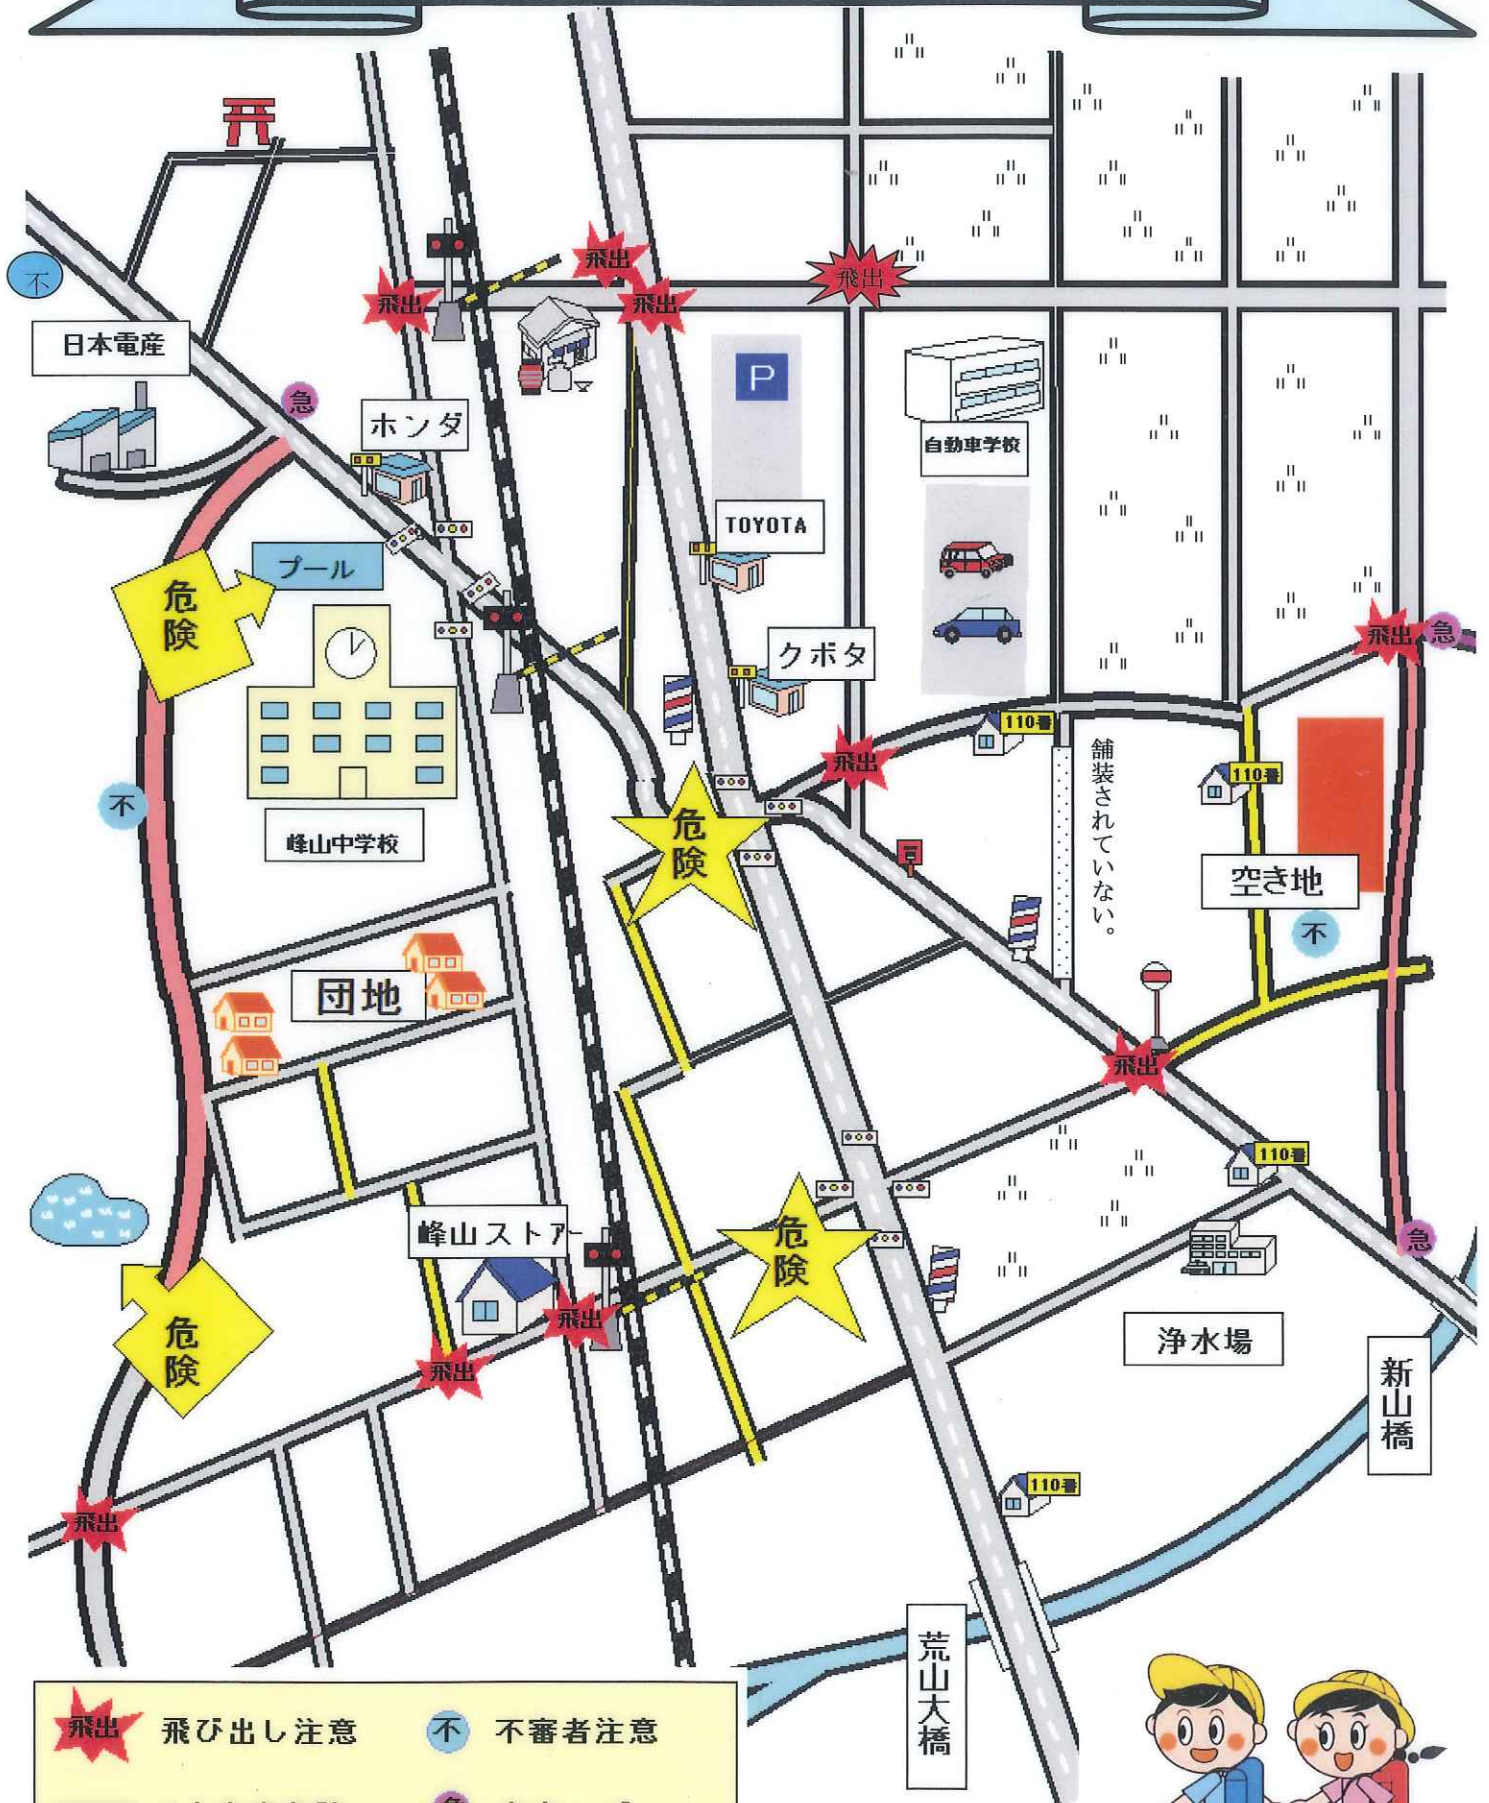 飛出
飛出
飛出
飛出
不
日本電産
急
ホンダ
P
自動車学校
TOYOTA
プール
危険
飛出
急
クボタ
峰山中学校
110番
飛出
舗装されていない。
110番
不
危険
空き地
不
団地
飛出
110番
峰山ストアー
危険
急
飛出
飛出
危険
浄水場
新山橋
110番
飛出
荒山大橋
飛出 飛び出し注意
不 不審者注意